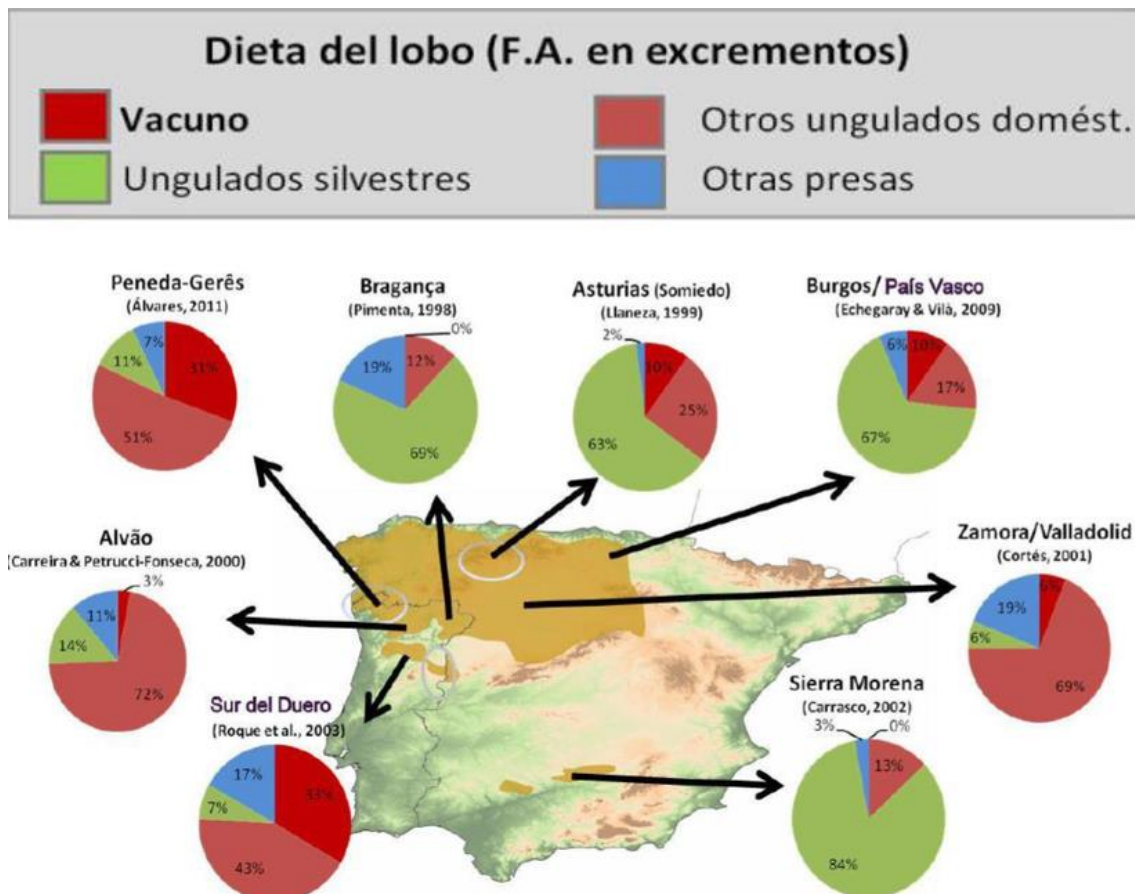 Dieta del lobo (F.A. en excrementos)
Vacuno
Otros ungulados domést.
Ungulados silvestres
Otras presas
Peneda-Gerês
(Álvares, 2011)
7%
31%
11%
51%
Bragança
(Pimenta, 1998)
0%
12%
19%
69%
Asturias (Somiedo)
(Llaneza, 1999)
2%
10%
25%
63%
Burgos/ País Vasco
(Echegaray & Vilà, 2009)
6%
10%
17%
67%
Alvão
(Carreira & Petrucci-Fonseca, 2000)
3%
11%
14%
72%
Zamora/Valladolid
(Cortés, 2001)
6%
19%
6%
69%
Sur del Duero
(Roque et al., 2003)
17%
33%
7%
43%
Sierra Morena
(Carrasco, 2002)
3%
0%
13%
84%